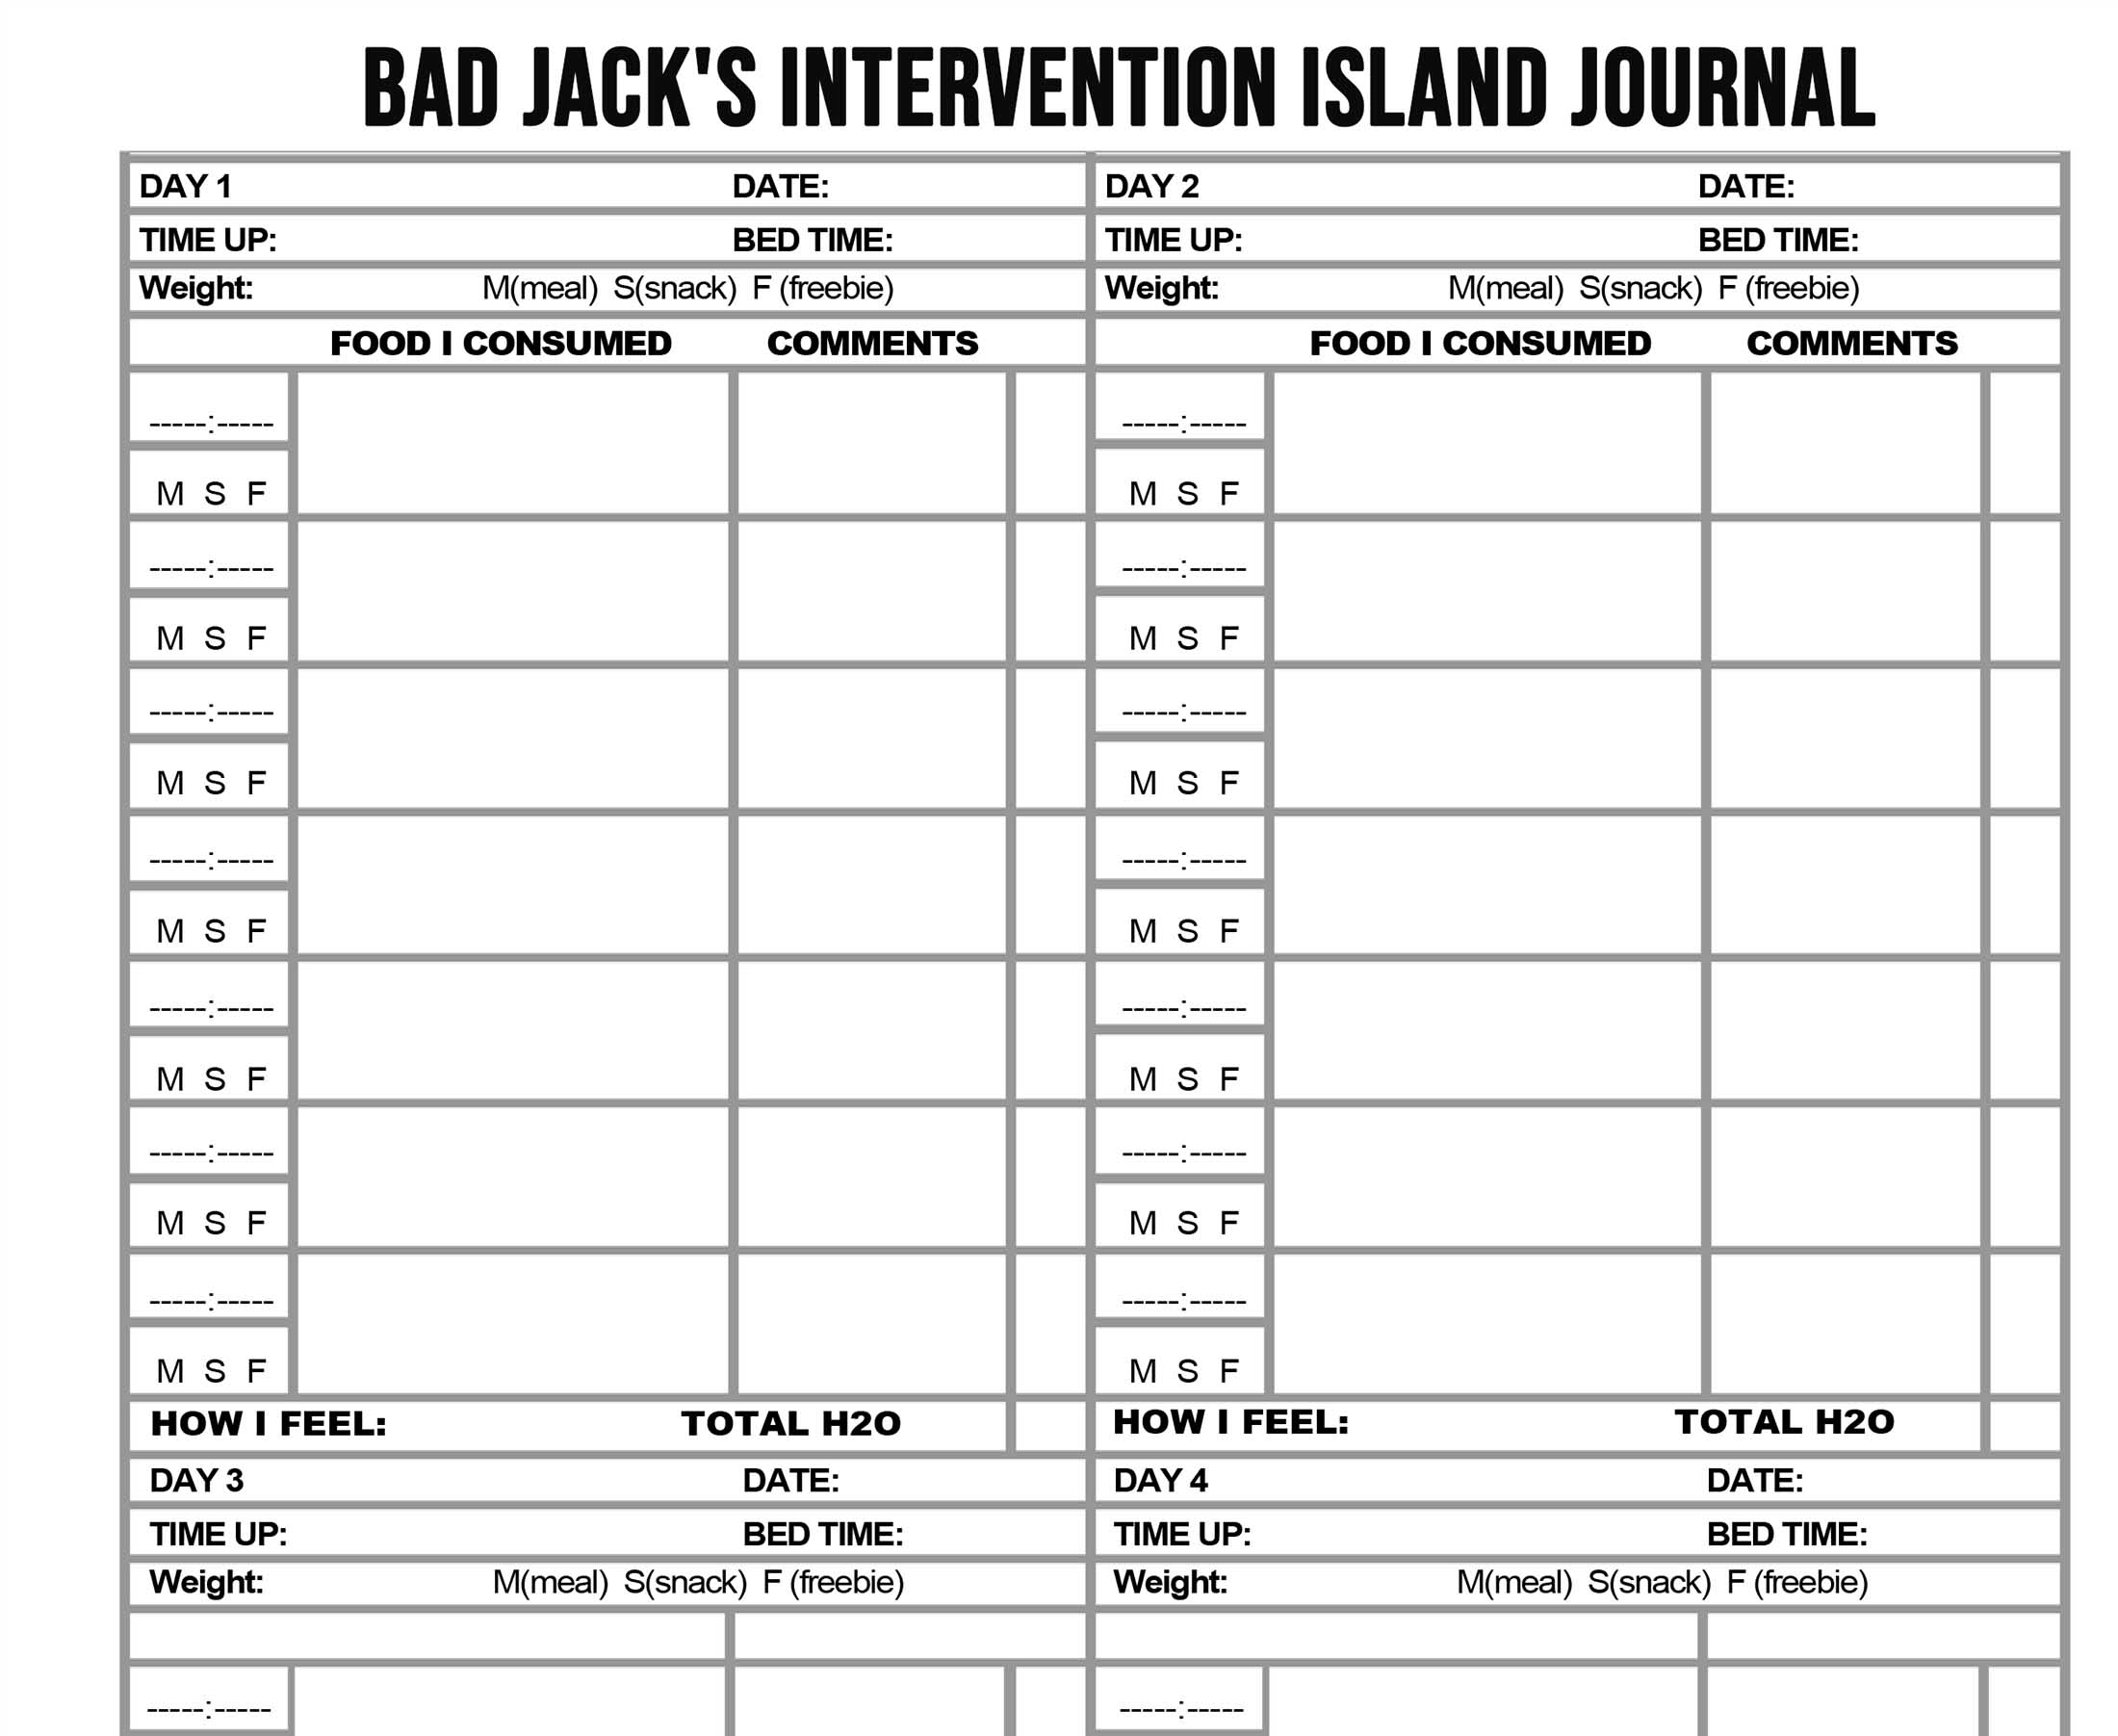 BAD JACK'S INTERVENTION ISLAND JOURNAL
DAY 1 DATE: DAY 2 DATE:
TIME UP: BED TIME: TIME UP: BED TIME:
Weight: M(meal) S(snack) F (freebie) Weight: M(meal) S(snack) F (freebie)
FOOD I CONSUMED COMMENTS FOOD I CONSUMED COMMENTS
-----:----- -----:-----
M S F M S F
-----:----- -----:-----
M S F M S F
-----:----- -----:-----
M S F M S F
-----:----- -----:-----
M S F M S F
-----:----- -----:-----
M S F M S F
-----:----- -----:-----
M S F M S F
-----:----- -----:-----
M S F M S F
HOW I FEEL: TOTAL H2O HOW I FEEL: TOTAL H2O
DAY 3 DATE: DAY 4 DATE:
TIME UP: BED TIME: TIME UP: BED TIME:
Weight: M(meal) S(snack) F (freebie) Weight: M(meal) S(snack) F (freebie)
-----:----- -----:-----